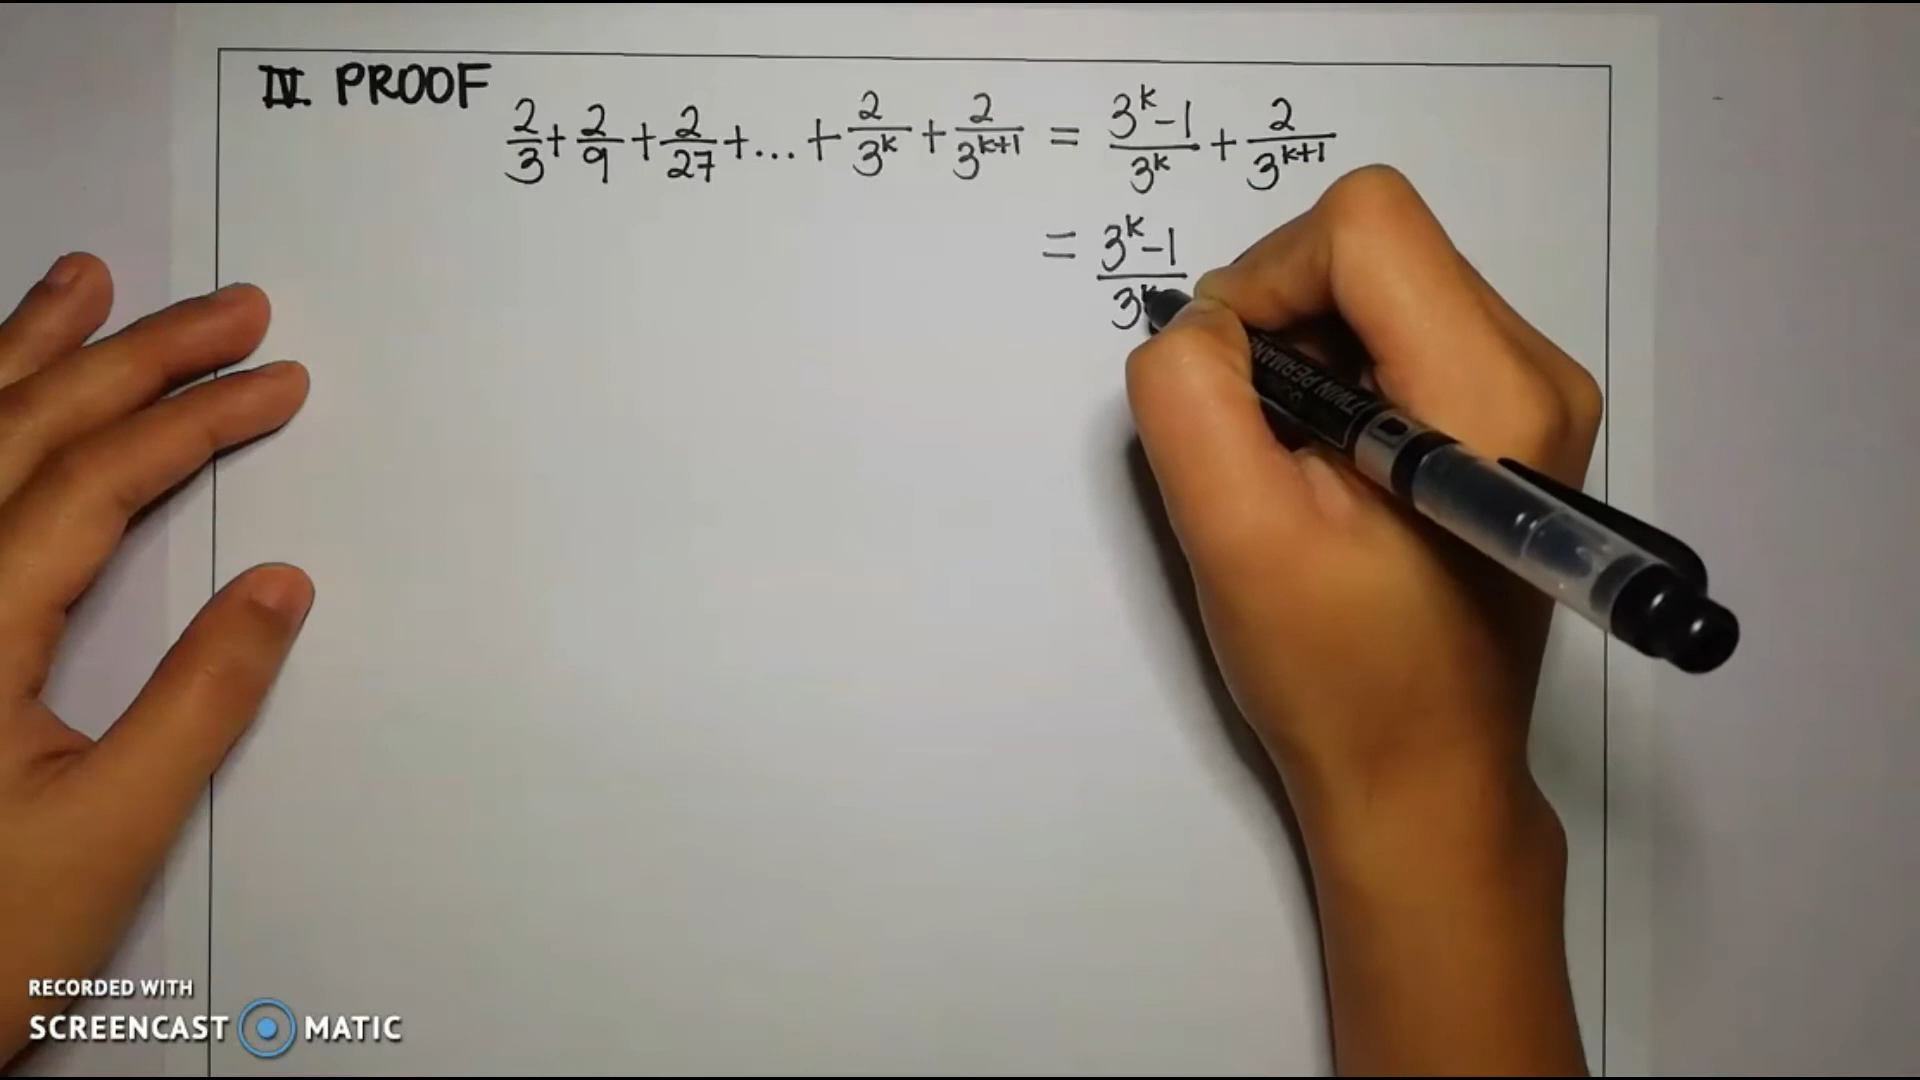 IV. PROOF
2/3 + 2/9 + 2/27 + ... + 2/3^k + 2/3^(k+1) = (3^k - 1)/3^k + 2/3^(k+1)
= (3^k - 1)/3^k
TWIN
RECORDED WITH
SCREENCAST MATIC